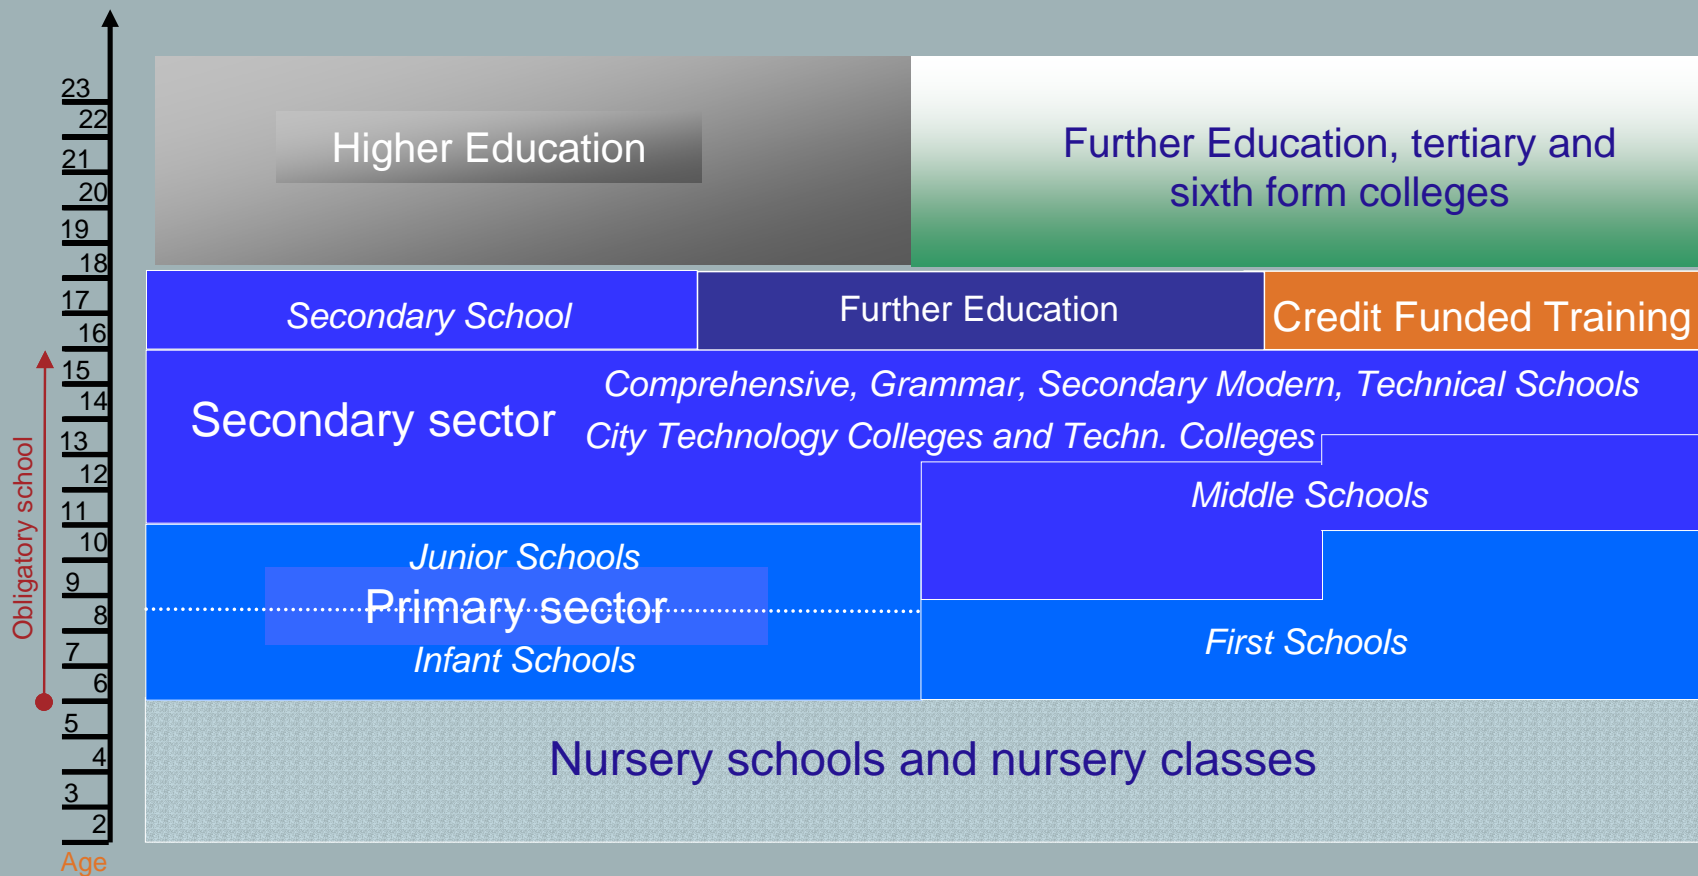 23
22
21
20
19
18
17
16
15
14
13
12
11
10
9
8
7
6
5
4
3
2
Age
Obligatory school
Higher Education
Further Education, tertiary and
sixth form colleges
Secondary School
Further Education
Credit Funded Training
Secondary sector
Comprehensive, Grammar, Secondary Modern, Technical Schools
City Technology Colleges and Techn. Colleges
Middle Schools
Junior Schools
Primary sector
Infant Schools
First Schools
Nursery schools and nursery classes